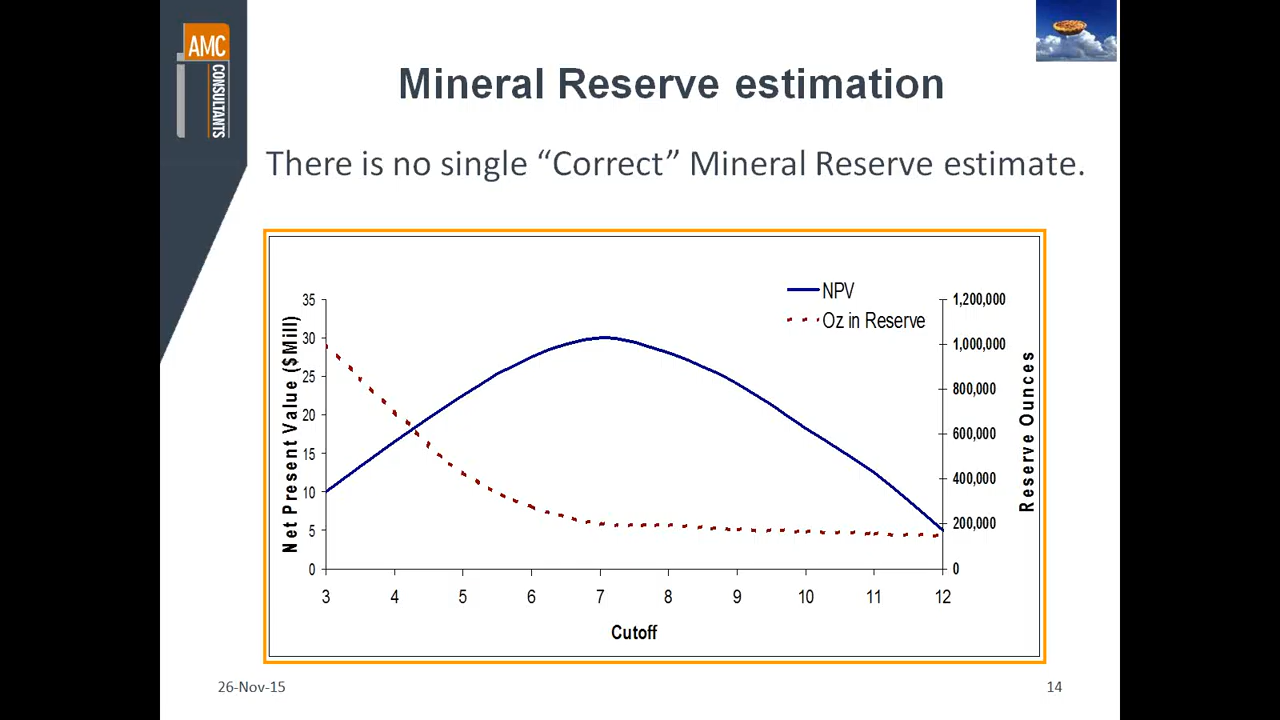 AMC
CONSULTANTS
Mineral Reserve estimation
There is no single “Correct” Mineral Reserve estimate.
NPV
Oz in Reserve
Net Present Value ($Mill)
35
30
25
20
15
10
5
0
1,200,000
1,000,000
800,000
600,000
400,000
200,000
0
Reserve Ounces
3 4 5 6 7 8 9 10 11 12
Cutoff
26-Nov-15
14